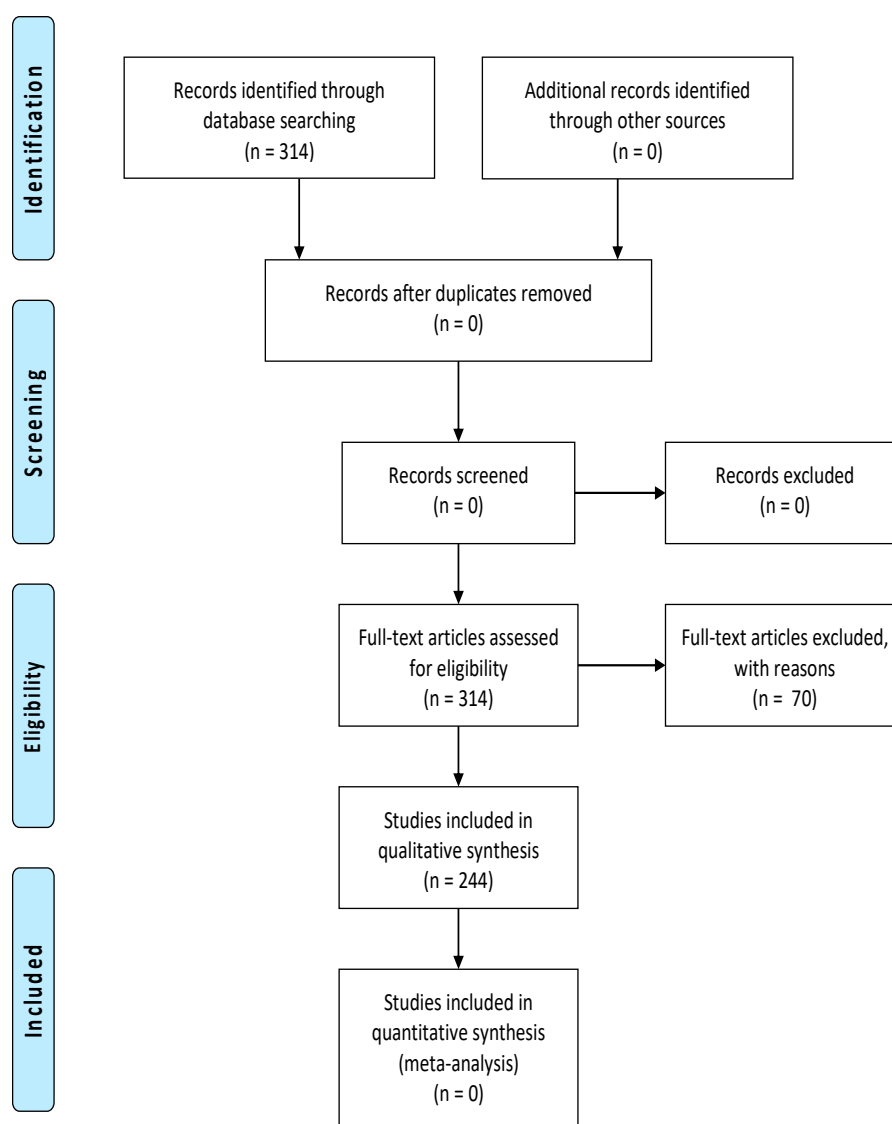 Identification
Records identified through
database searching
(n = 314)
Additional records identified
through other sources
(n = 0)
Records after duplicates removed
(n = 0)
Screening
Records screened
(n = 0)
Records excluded
(n = 0)
Eligibility
Full-text articles assessed
for eligibility
(n = 314)
Full-text articles excluded,
with reasons
(n = 70)
Studies included in
qualitative synthesis
(n = 244)
Included
Studies included in
quantitative synthesis
(meta-analysis)
(n = 0)